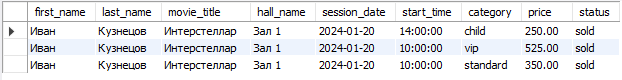 first_name last_name movie_title hall_name session_date start_time category price status
Иван Кузнецов Интерстеллар Зал 1 2024-01-20 14:00:00 child 250.00 sold
Иван Кузнецов Интерстеллар Зал 1 2024-01-20 10:00:00 vip 525.00 sold
Иван Кузнецов Интерстеллар Зал 1 2024-01-20 10:00:00 standard 350.00 sold